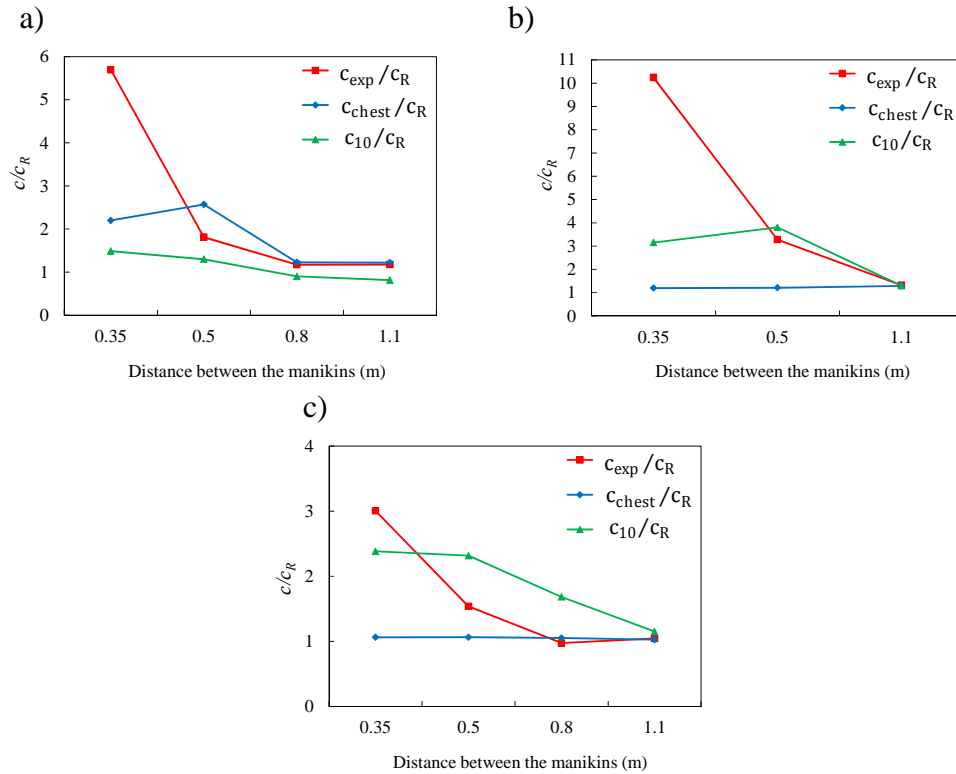 a)
6
5
4
3
2
1
0
c/c_R
c_exp/c_R
c_chest/c_R
c_10/c_R
0.35 0.5 0.8 1.1
Distance between the manikins (m)
b)
11
10
9
8
7
6
5
4
3
2
1
0
c/c_R
c_exp/c_R
c_chest/c_R
c_10/c_R
0.35 0.5 1.1
Distance between the manikins (m)
c)
4
3
2
1
0
c/c_R
c_exp/c_R
c_chest/c_R
c_10/c_R
0.35 0.5 0.8 1.1
Distance between the manikins (m)